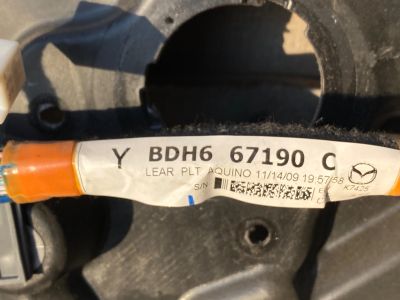 Y BDH6 67190 C
LEAR PLT AQUINO 11/14/09 19:57:58
S/N
K7425